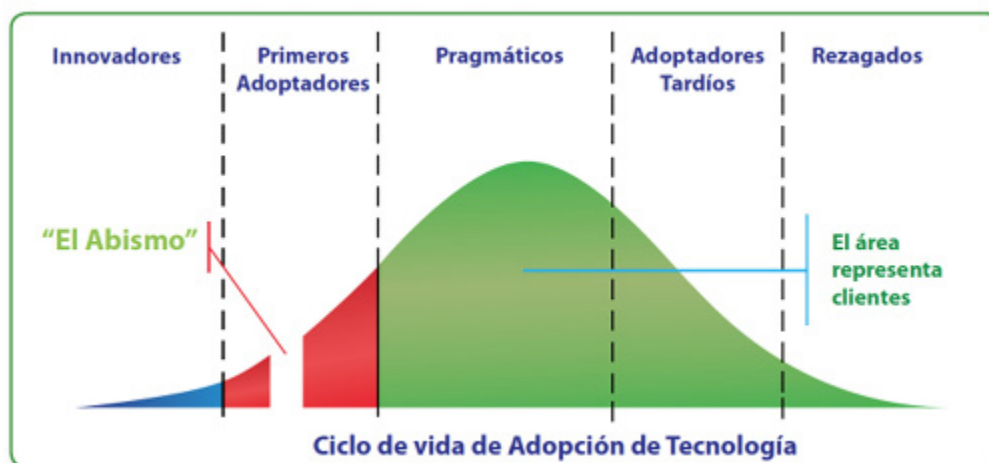 Innovadores
Primeros
Adoptadores
Pragmáticos
Adoptadores
Tardíos
Rezagados
“El Abismo”
El área
representa
clientes
Ciclo de vida de Adopción de Tecnología